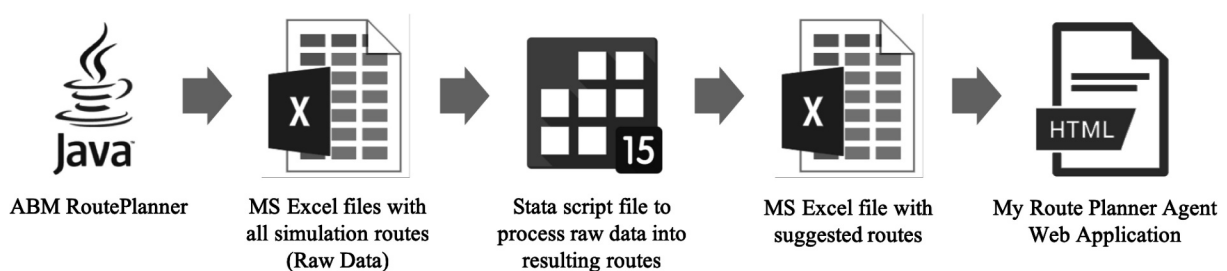 Java
X
15
X
HTML
ABM RoutePlanner
MS Excel files with
all simulation routes
(Raw Data)
Stata script file to
process raw data into
resulting routes
MS Excel file with
suggested routes
My Route Planner Agent
Web Application